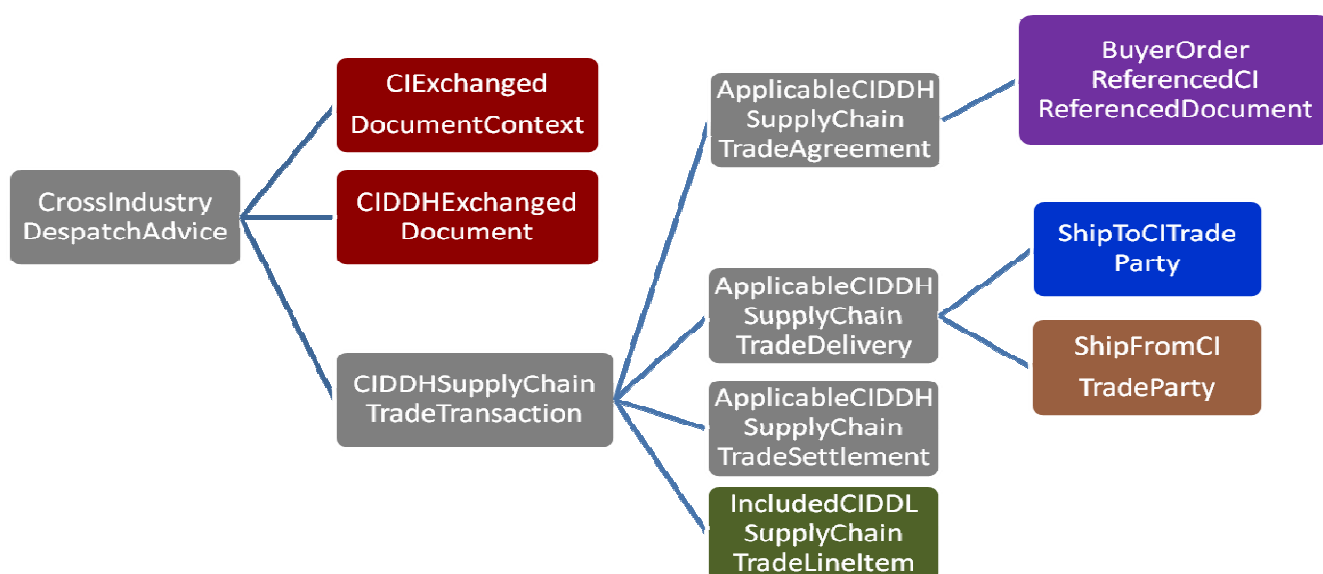 CrossIndustry
DespatchAdvice
CIExchanged
DocumentContext
CIDDHExchanged
Document
CIDDHSupplyChain
TradeTransaction
ApplicableCIDDH
SupplyChain
TradeAgreement
ApplicableCIDDH
SupplyChain
TradeDelivery
ApplicableCIDDH
SupplyChain
TradeSettlement
IncludedCIDDL
SupplyChain
TradeLineItem
BuyerOrder
ReferencedCI
ReferencedDocument
ShipToCITrade
Party
ShipFromCI
TradeParty